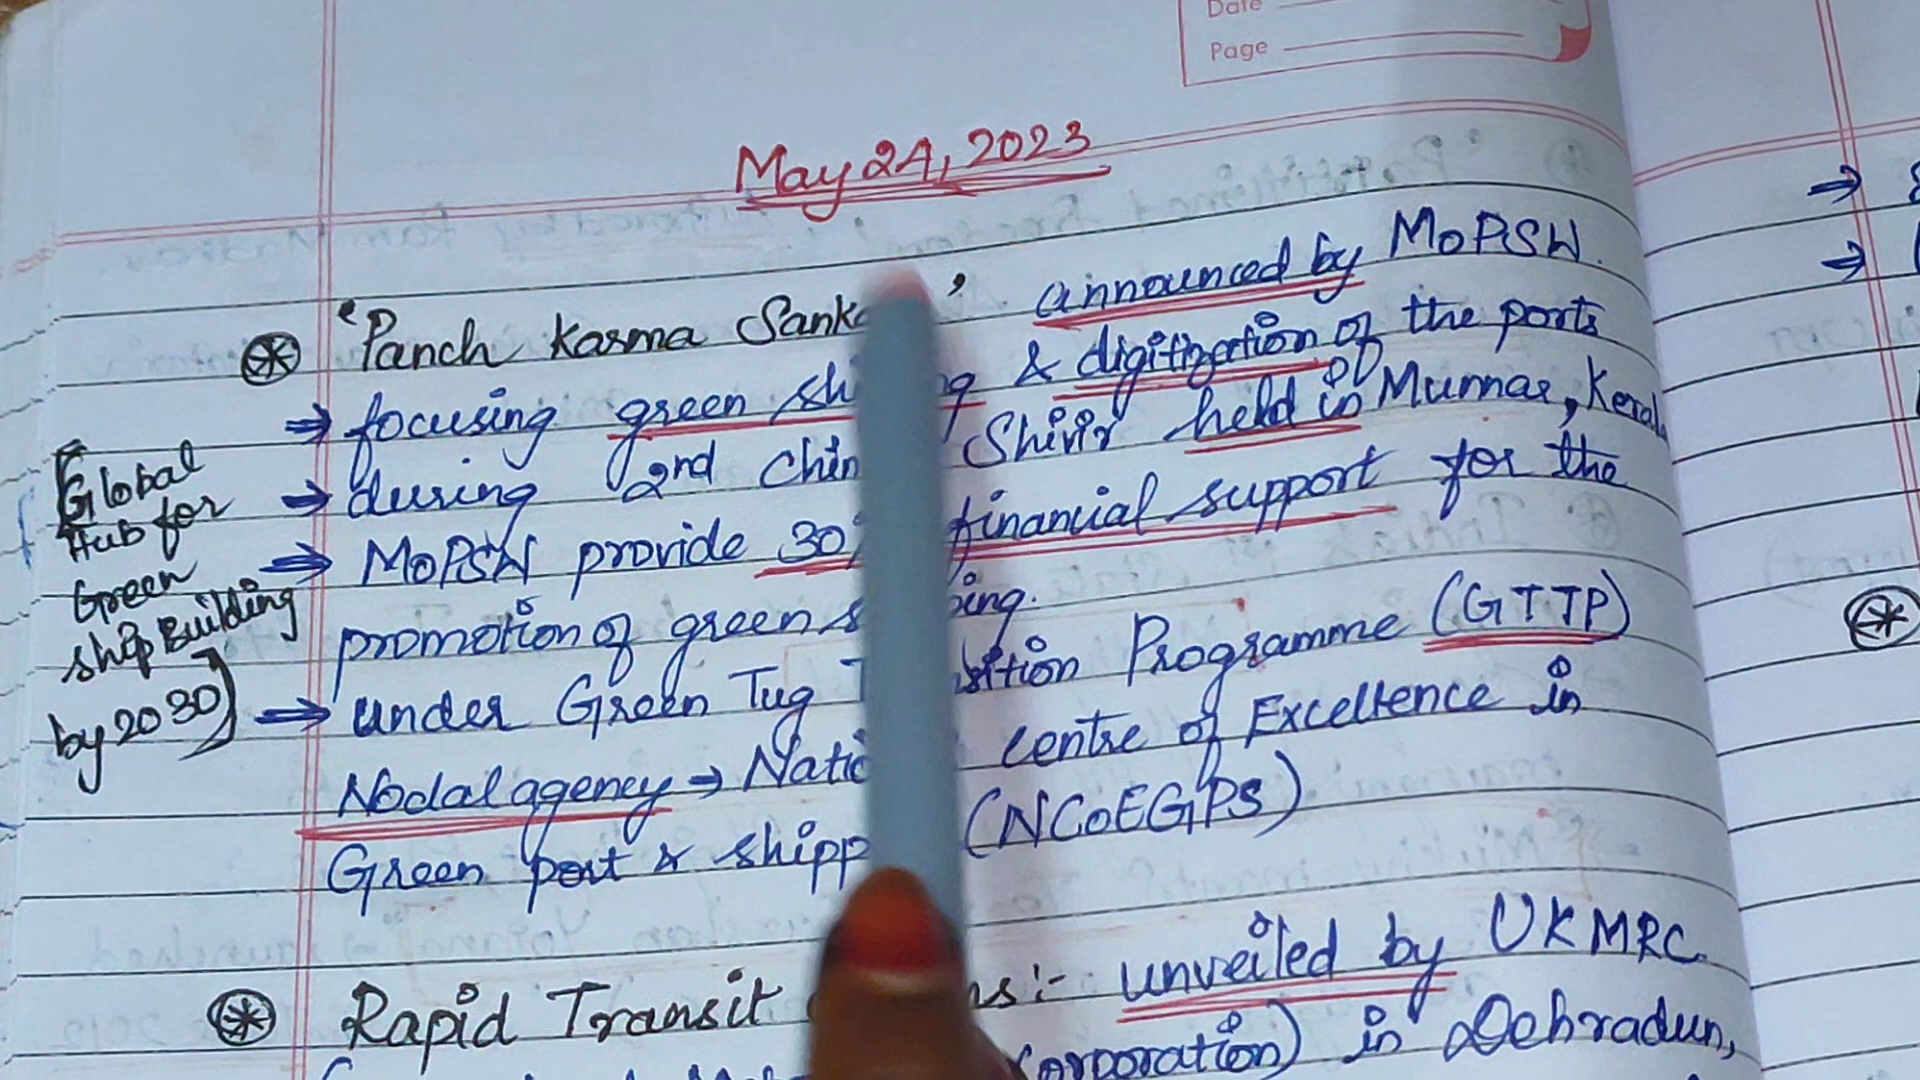 Date
Page
May 24, 2023
'Panch Karma ' announced by MoPSW.
⇒ focusing green & digitization of the ports
⇒ during 2nd Shivir held in Munnar, Kerala
⇒ MoPSW provide 30 financial support for the
promotion of green
⇒ under Green Tug Programme (GTTP)
Nodal agency → centre of Excellence in
Green port & (NCoEGPS)
[Global
Hub for
Green
ship Building
by 2030]
Rapid Transit :- unveiled by UKMRC
in Dehradun,